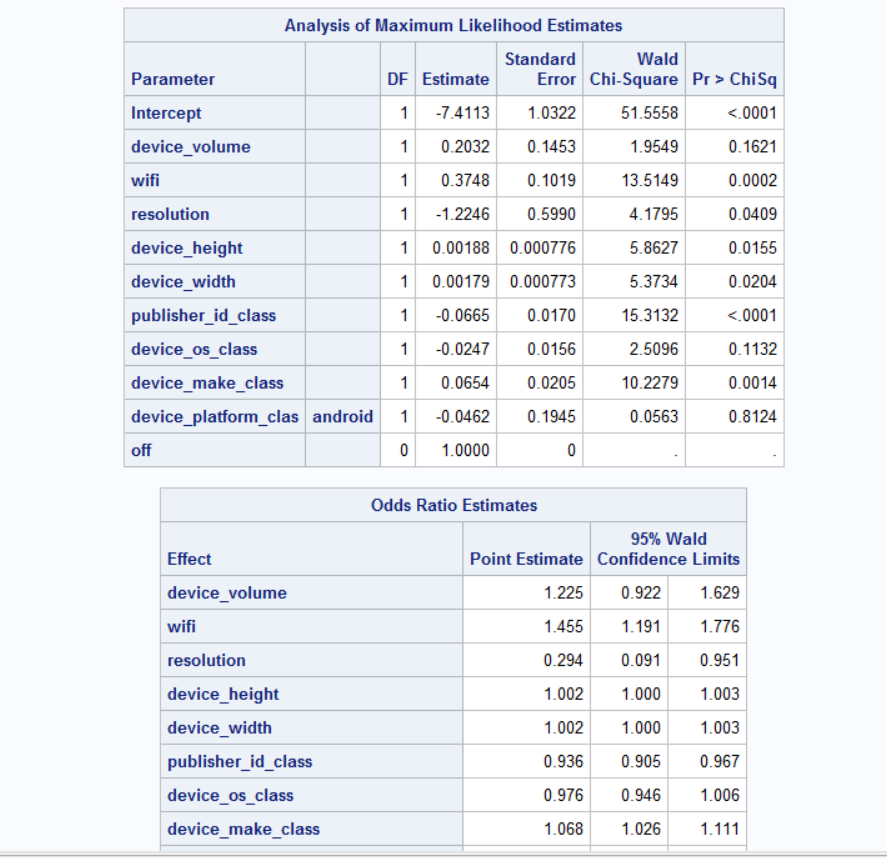 Analysis of Maximum Likelihood Estimates
Parameter DF Estimate Standard Error Wald Chi-Square Pr > ChiSq
Intercept 1 -7.4113 1.0322 51.5558 <.0001
device_volume 1 0.2032 0.1453 1.9549 0.1621
wifi 1 0.3748 0.1019 13.5149 0.0002
resolution 1 -1.2246 0.5990 4.1795 0.0409
device_height 1 0.00188 0.000776 5.8627 0.0155
device_width 1 0.00179 0.000773 5.3734 0.0204
publisher_id_class 1 -0.0665 0.0170 15.3132 <.0001
device_os_class 1 -0.0247 0.0156 2.5096 0.1132
device_make_class 1 0.0654 0.0205 10.2279 0.0014
device_platform_clas android 1 -0.0462 0.1945 0.0563 0.8124
off 0 1.0000 0 . .
Odds Ratio Estimates
Effect Point Estimate 95% Wald Confidence Limits
device_volume 1.225 0.922 1.629
wifi 1.455 1.191 1.776
resolution 0.294 0.091 0.951
device_height 1.002 1.000 1.003
device_width 1.002 1.000 1.003
publisher_id_class 0.936 0.905 0.967
device_os_class 0.976 0.946 1.006
device_make_class 1.068 1.026 1.111